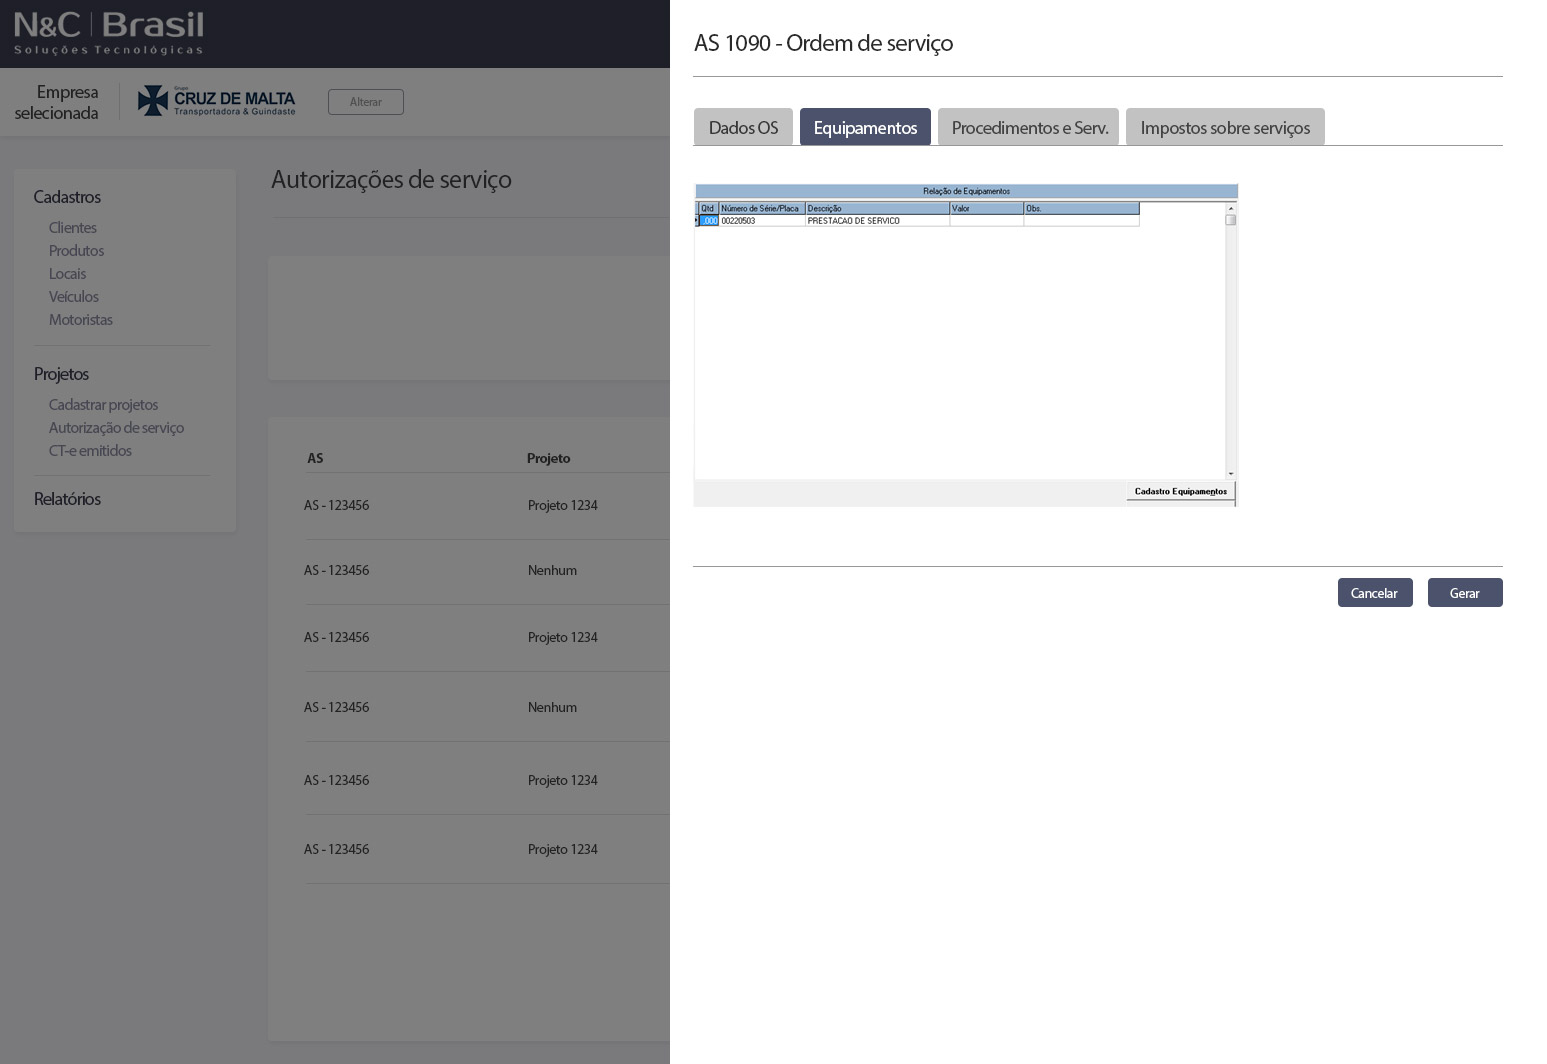 N&C Brasil
Soluções Tecnológicas
Empresa
selecionada
Grupo
CRUZ DE MALTA
Transportadora & Guindaste
Alterar
Cadastros
Clientes
Produtos
Locais
Veículos
Motoristas
Projetos
Cadastrar projetos
Autorização de serviço
CT-e emitidos
Relatórios
Autorizações de serviço
AS Projeto
AS - 123456 Projeto 1234
AS - 123456 Nenhum
AS - 123456 Projeto 1234
AS - 123456 Nenhum
AS - 123456 Projeto 1234
AS - 123456 Projeto 1234
AS 1090 - Ordem de serviço
Dados OS Equipamentos Procedimentos e Serv. Impostos sobre serviços
Relação de Equipamentos
Qtd Número de Série/Placa Descrição Valor Obs.
,000 00220503 PRESTACAO DE SERVICO
Cadastro Equipamentos
Cancelar Gerar